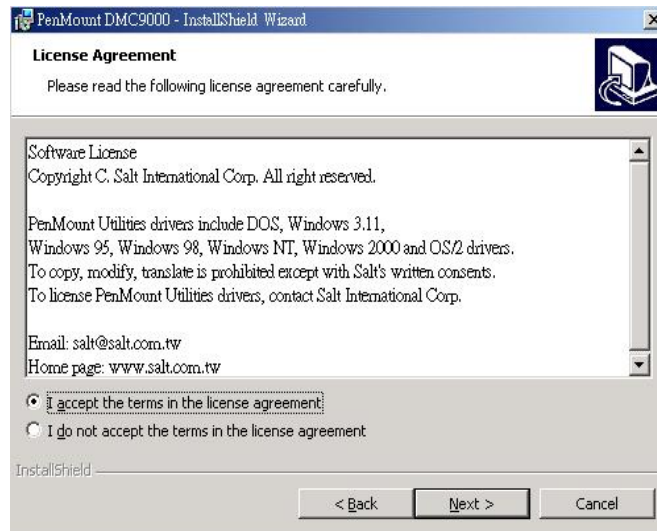 PenMount DMC9000 - InstallShield Wizard
License Agreement
Please read the following license agreement carefully.
Software License
Copyright C. Salt International Corp. All right reserved.
PenMount Utilities drivers include DOS, Windows 3.11,
Windows 95, Windows 98, Windows NT, Windows 2000 and OS/2 drivers.
To copy, modify, translate is prohibited except with Salt's written consents.
To license PenMount Utilities drivers, contact Salt International Corp.
Email: salt@salt.com.tw
Home page: www.salt.com.tw
I accept the terms in the license agreement
I do not accept the terms in the license agreement
InstallShield
< Back Next > Cancel